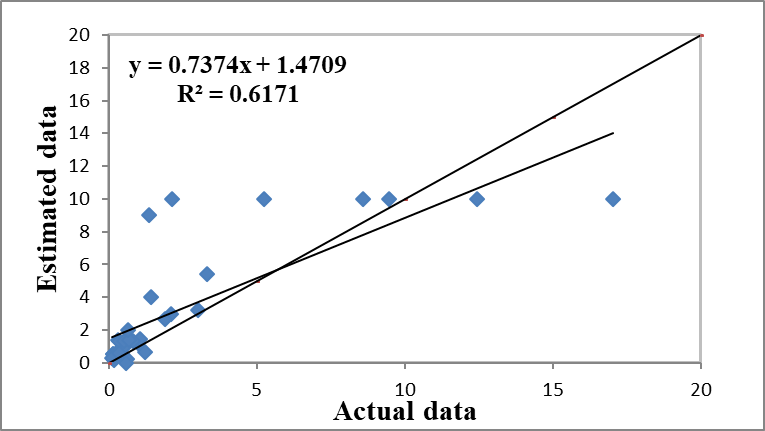 y = 0.7374x + 1.4709
R² = 0.6171
Estimated data
20
18
16
14
12
10
8
6
4
2
0
0 5 10 15 20
Actual data